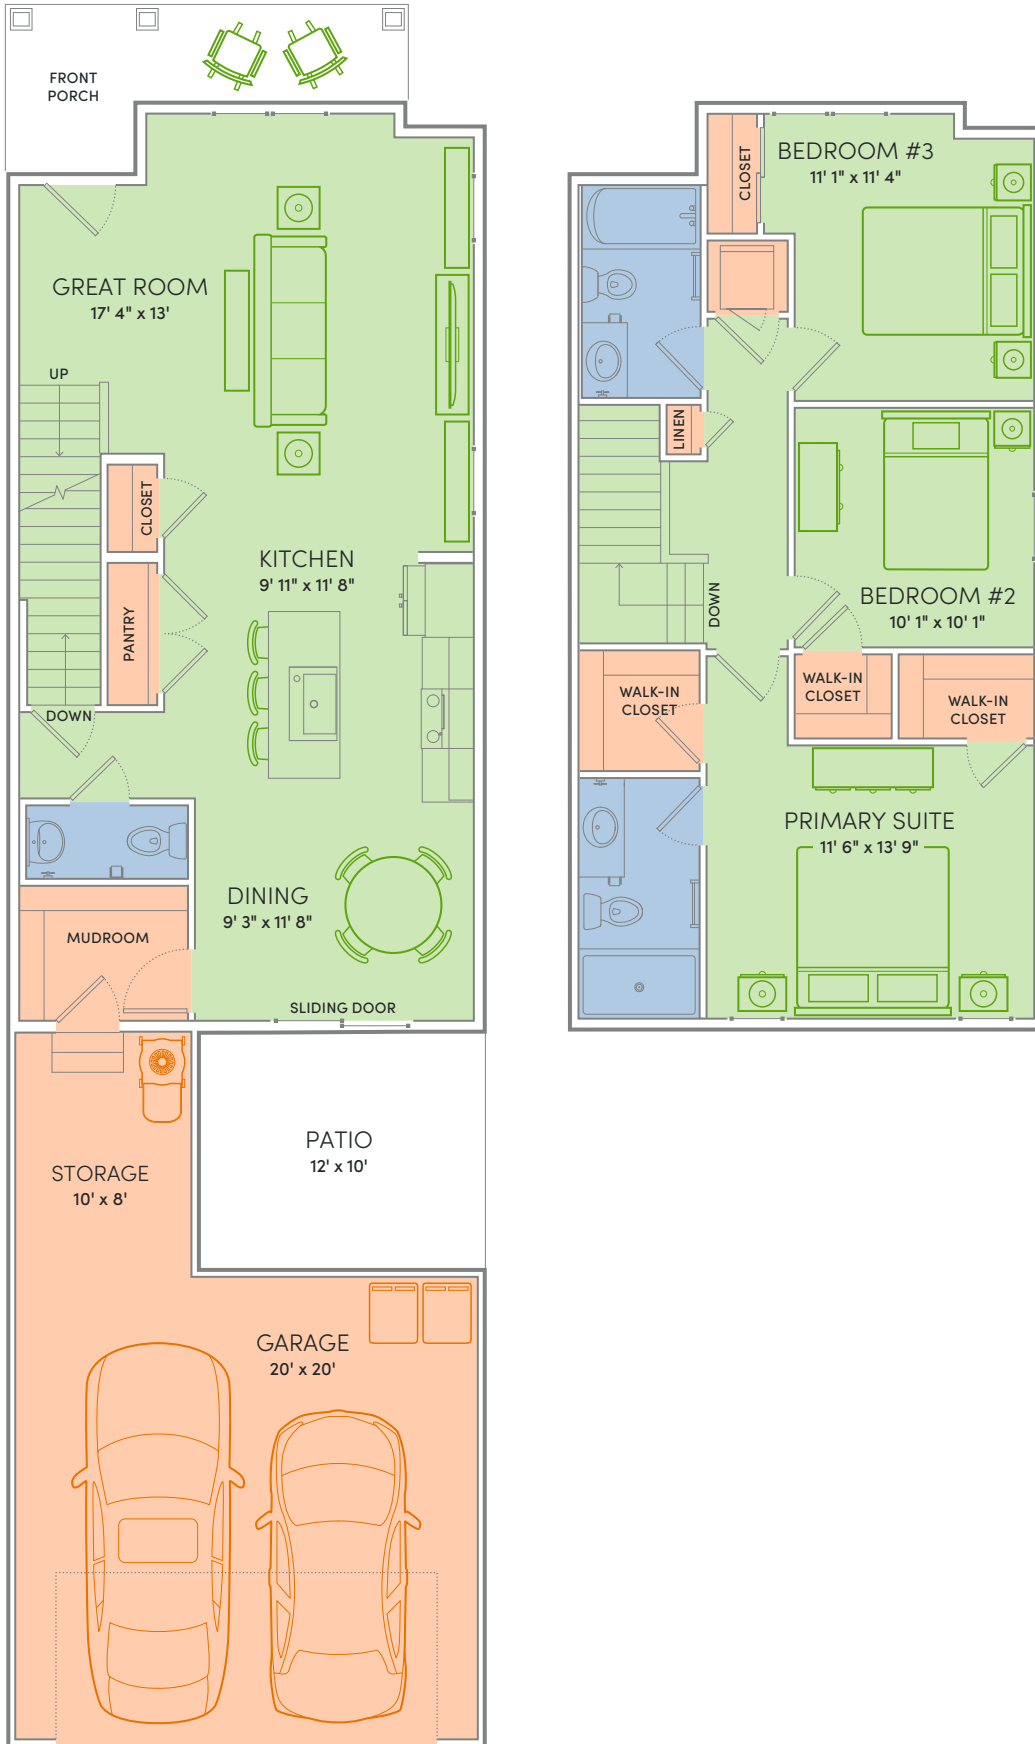 FRONT
PORCH
GREAT ROOM
17' 4" x 13'
UP
CLOSET
KITCHEN
9' 11" x 11' 8"
PANTRY
DOWN
DINING
9' 3" x 11' 8"
MUDROOM
SLIDING DOOR
PATIO
12' x 10'
STORAGE
10' x 8'
GARAGE
20' x 20'
CLOSET
BEDROOM #3
11' 1" x 11' 4"
LINEN
DOWN
BEDROOM #2
10' 1" x 10' 1"
WALK-IN
CLOSET
WALK-IN
CLOSET
WALK-IN
CLOSET
PRIMARY SUITE
11' 6" x 13' 9"